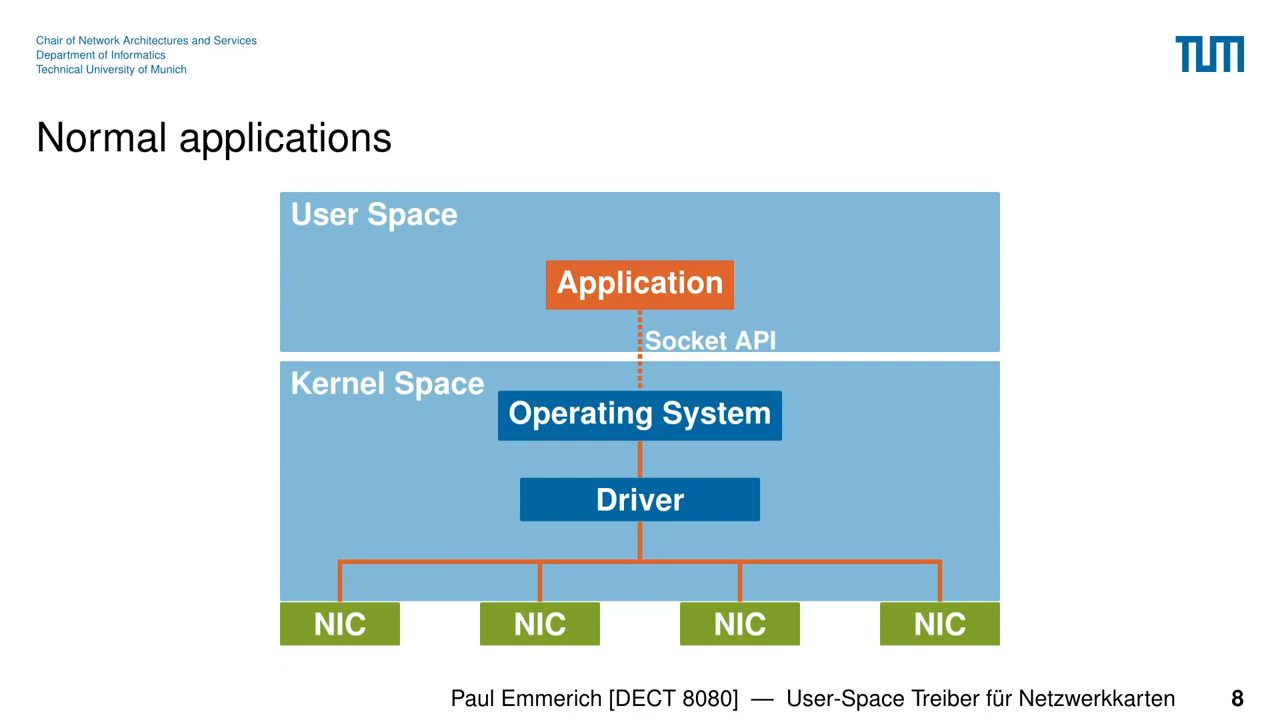 Chair of Network Architectures and Services
Department of Informatics
Technical University of Munich
TUM
Normal applications
User Space
Application
Socket API
Kernel Space
Operating System
Driver
NIC NIC NIC NIC
Paul Emmerich [DECT 8080] — User-Space Treiber für Netzwerkkarten 8